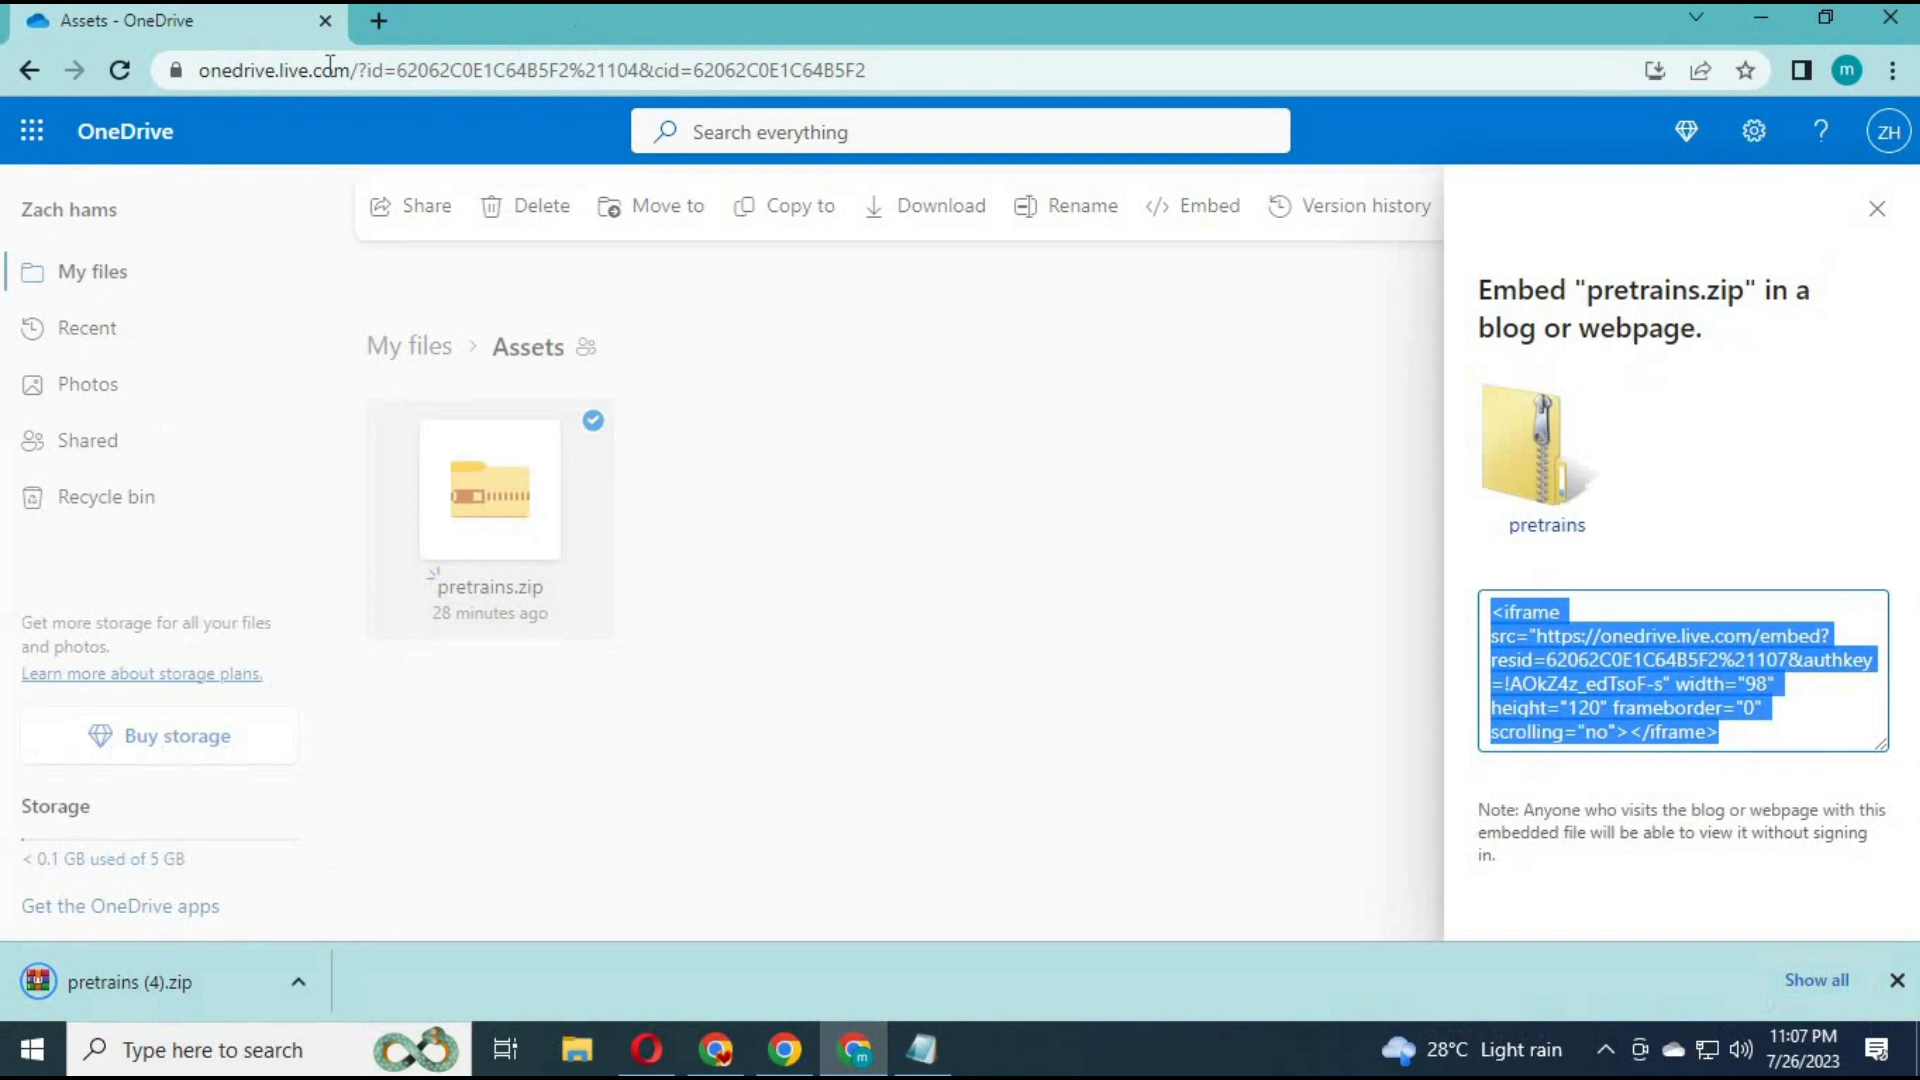 Assets - OneDrive
onedrive.live.com/?id=62062C0E1C64B5F2%21104&cid=62062C0E1C64B5F2
m
OneDrive
Search everything
ZH
Zach hams
Share
Delete
Move to
Copy to
Download
Rename
Embed
Version history
My files
Recent
Photos
Shared
Recycle bin
My files > Assets
pretrains.zip
28 minutes ago
Embed "pretrains.zip" in a
blog or webpage.
pretrains
<iframe
src="https://onedrive.live.com/embed?
resid=62062C0E1C64B5F2%21107&authkey
=!AOkZ4z_edTsoF-s" width="98"
height="120" frameborder="0"
scrolling="no"></iframe>
Note: Anyone who visits the blog or webpage with this
embedded file will be able to view it without signing
in.
Get more storage for all your files
and photos.
Learn more about storage plans.
Buy storage
Storage
< 0.1 GB used of 5 GB
Get the OneDrive apps
pretrains (4).zip
Show all
Type here to search
m
28°C Light rain
11:07 PM
7/26/2023